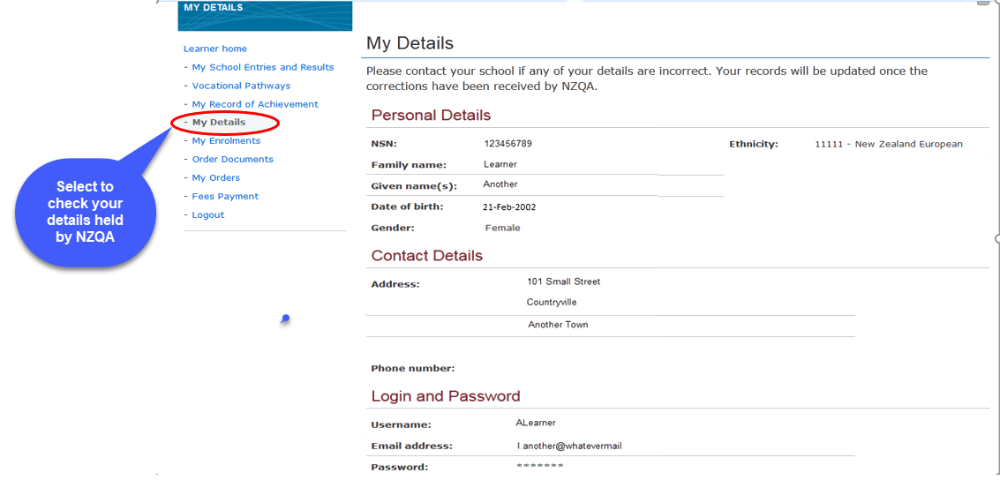 MY DETAILS
Learner home
- My School Entries and Results
- Vocational Pathways
- My Record of Achievement
- My Details
- My Enrolments
- Order Documents
- My Orders
- Fees Payment
- Logout
Select to
check your
details held
by NZQA
My Details
Please contact your school if any of your details are incorrect. Your records will be updated once the
corrections have been received by NZQA.
Personal Details
NSN: 123456789 Ethnicity: 11111 - New Zealand European
Family name: Learner
Given name(s): Another
Date of birth: 21-Feb-2002
Gender: Female
Contact Details
Address: 101 Small Street
Countryville
Another Town
Phone number:
Login and Password
Username: ALearner
Email address: l.another@whatevermail
Password: *******